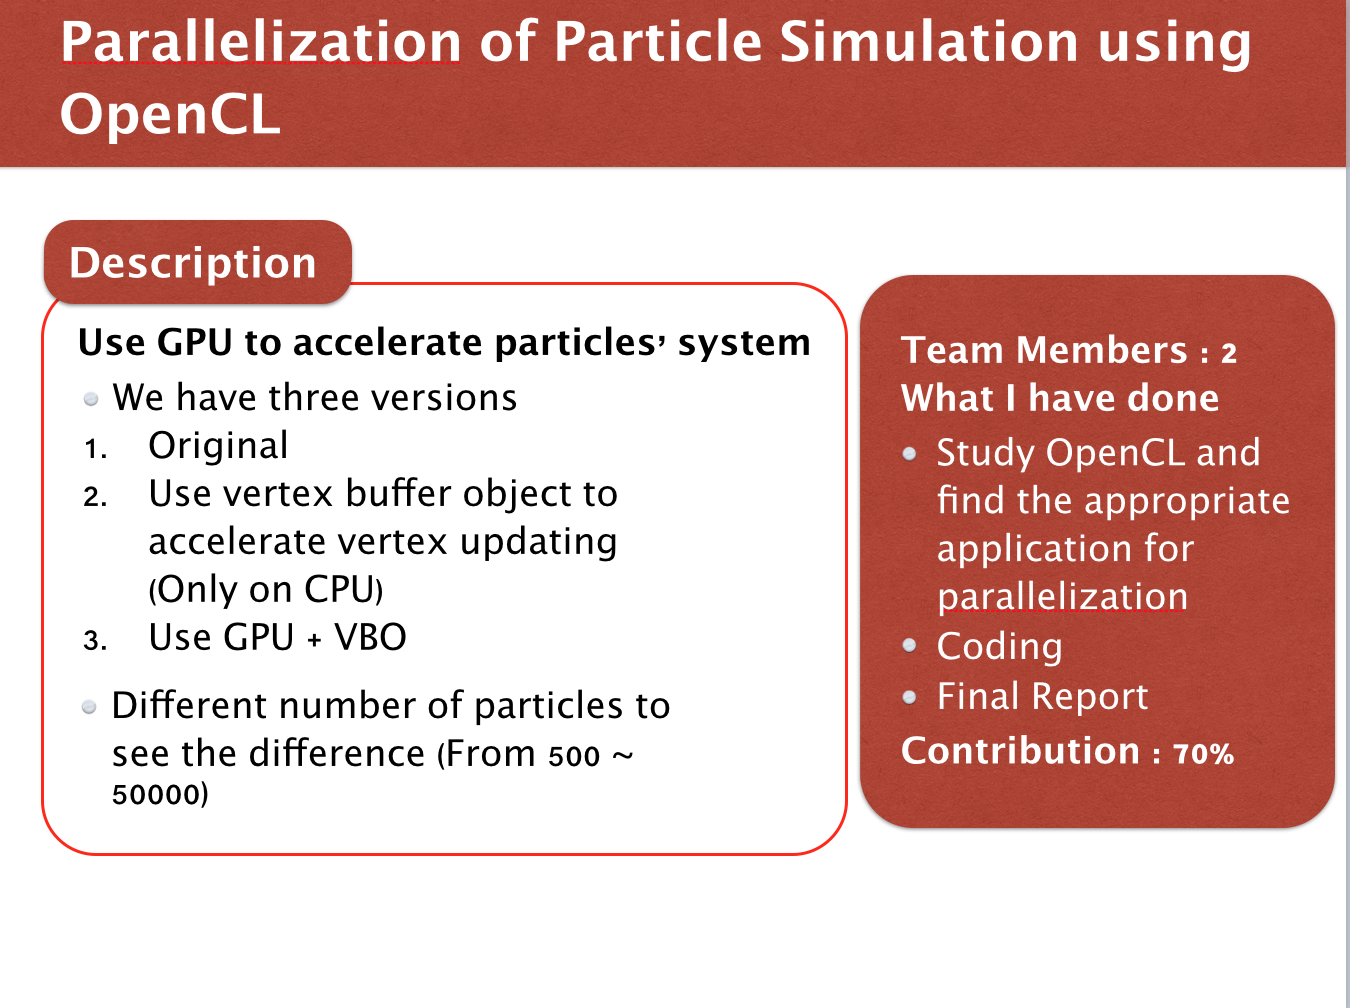 Parallelization of Particle Simulation using
OpenCL
Description
Use GPU to accelerate particles’ system
We have three versions
1. Original
2. Use vertex buffer object to
accelerate vertex updating
(Only on CPU)
3. Use GPU + VBO
Different number of particles to
see the difference (From 500 ~
50000)
Team Members : 2
What I have done
Study OpenCL and
find the appropriate
application for
parallelization
Coding
Final Report
Contribution : 70%